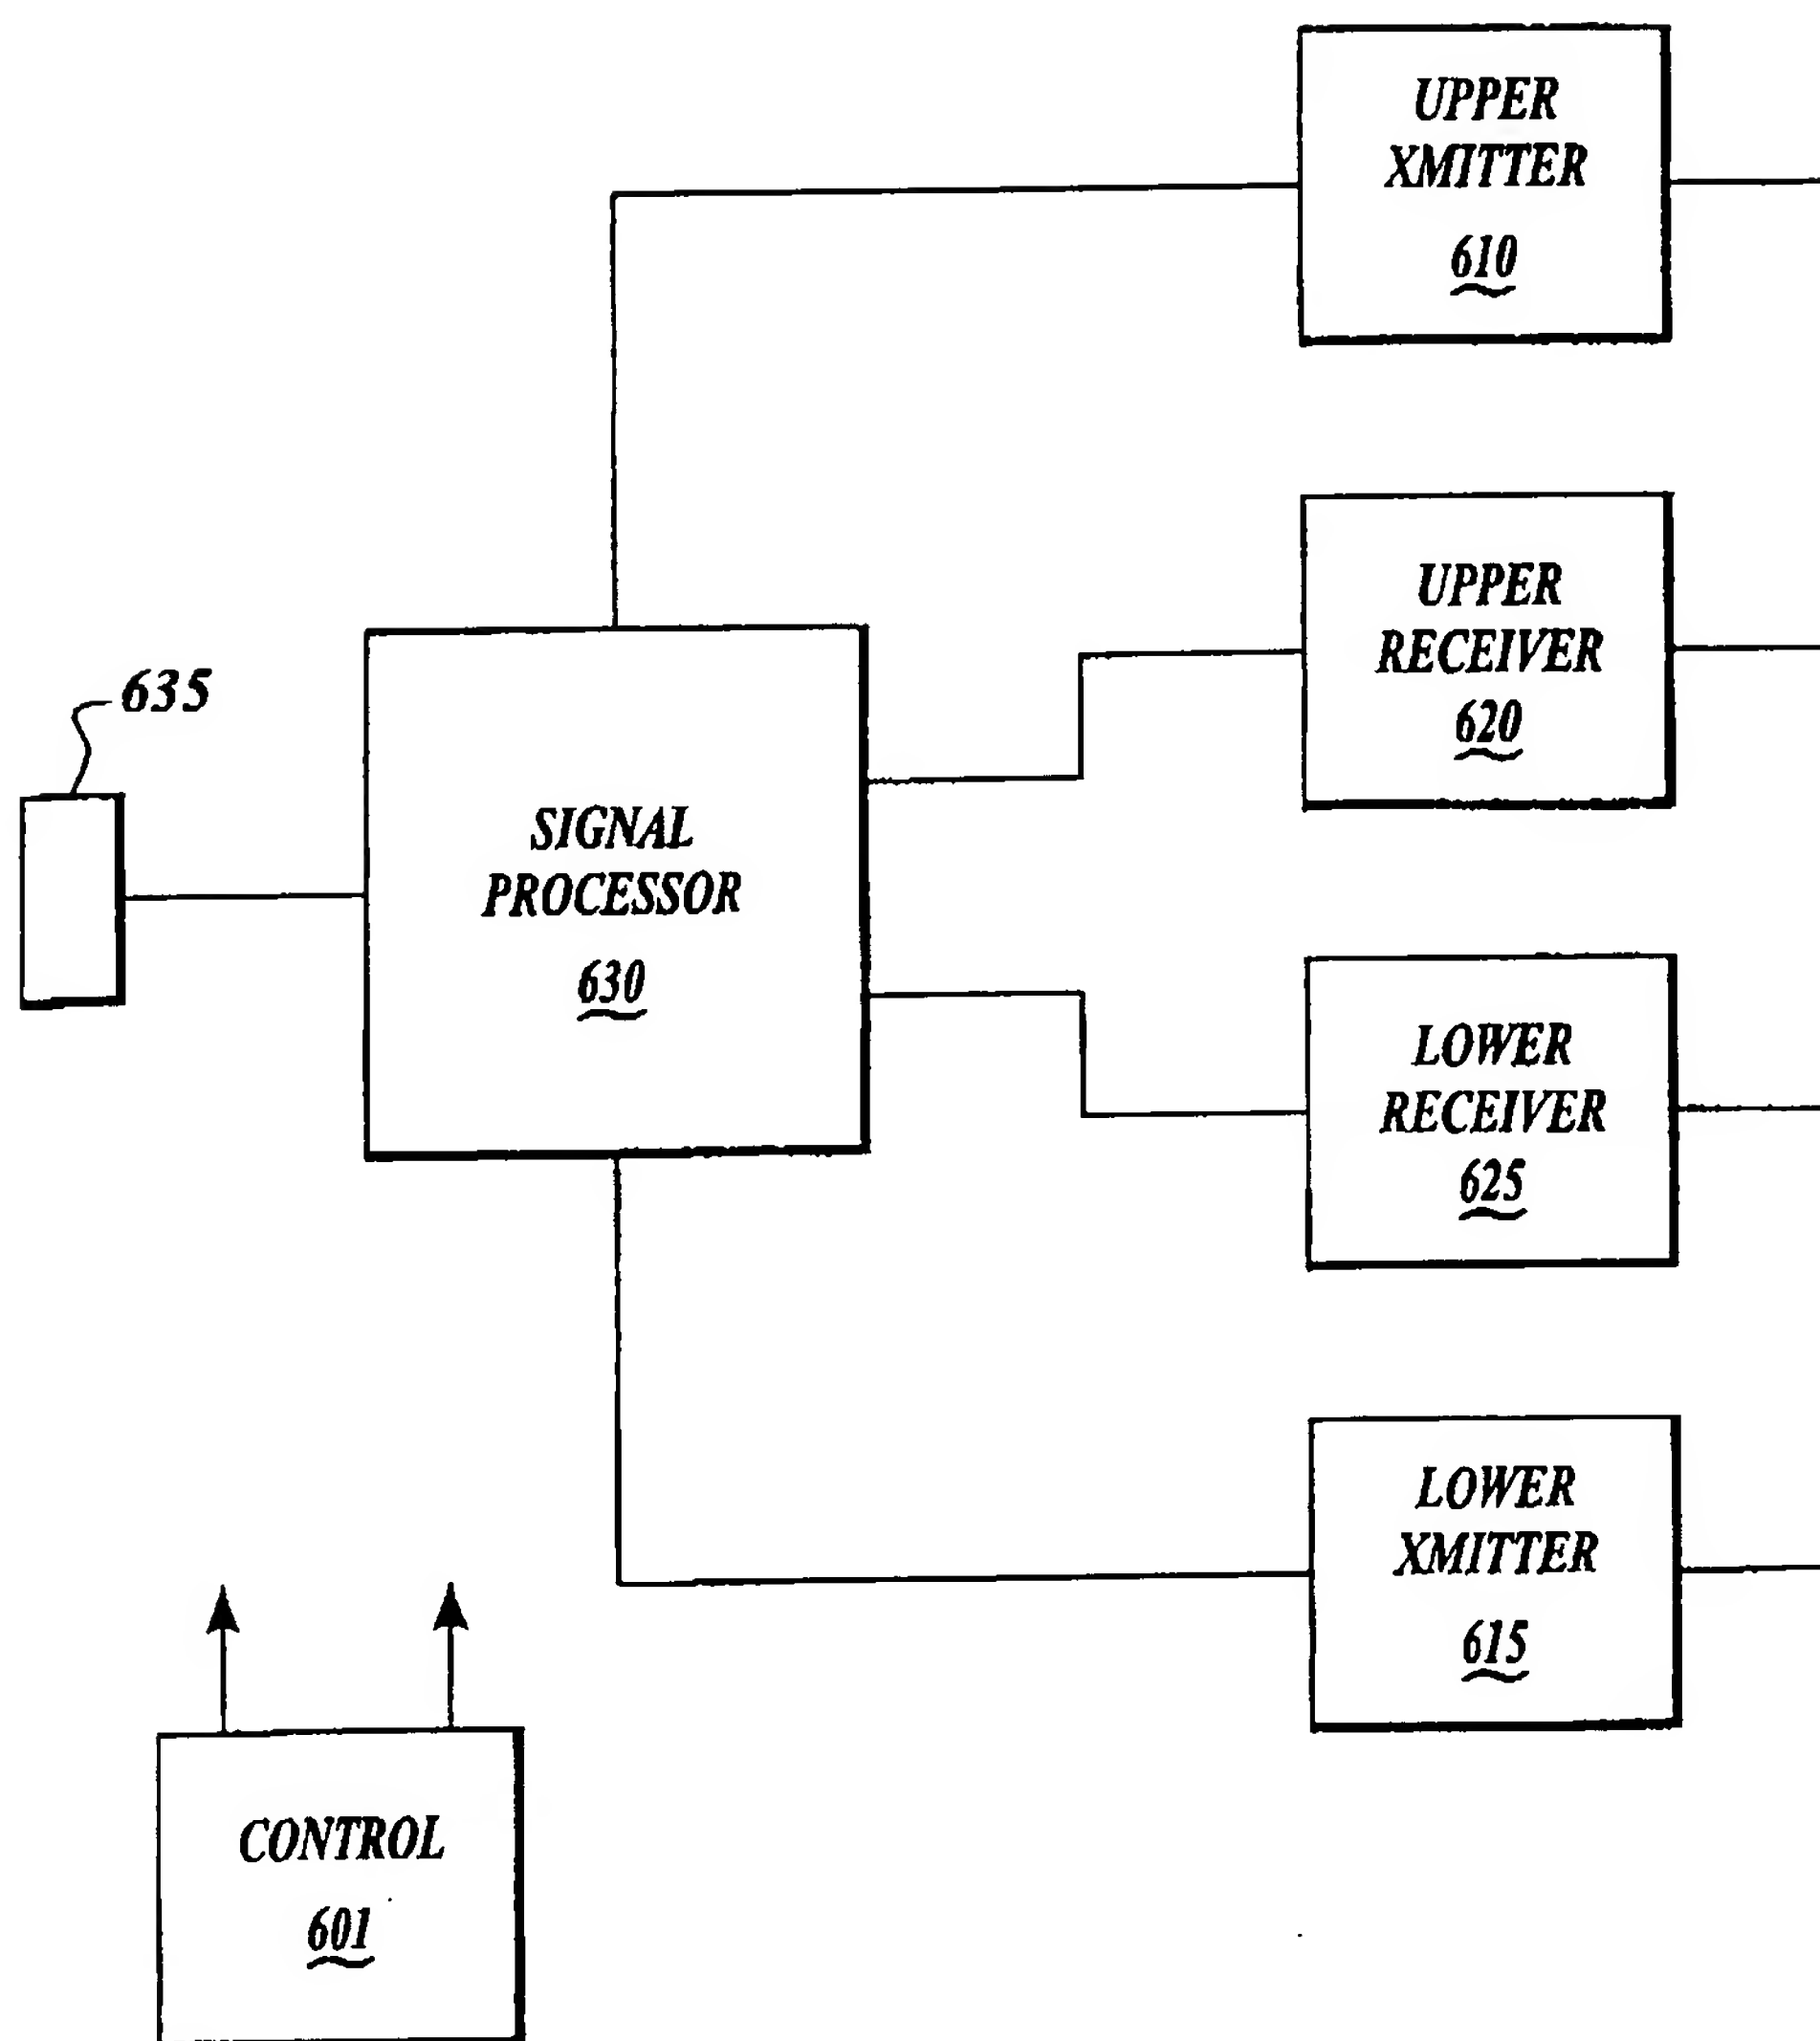 UPPER
XMITTER
610
UPPER
RECEIVER
620
635
SIGNAL
PROCESSOR
630
LOWER
RECEIVER
625
LOWER
XMITTER
615
CONTROL
601